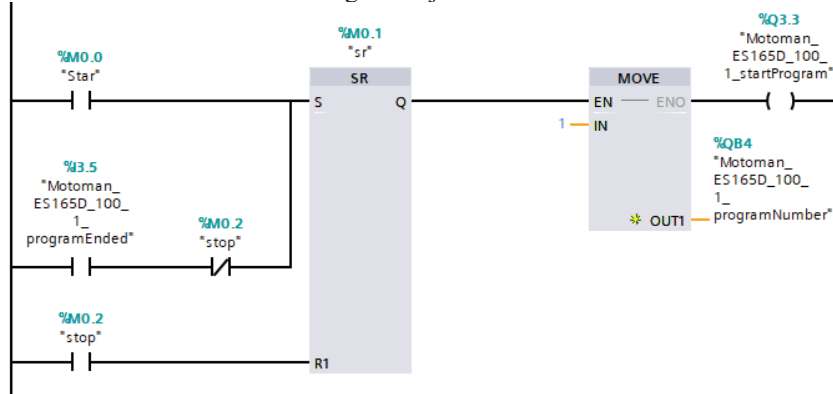 %Q3.3
"Motoman_
ES165D_100_
1_startProgram"
%M0.1
"sr"
%M0.0
"Star"
SR
MOVE
S
Q
EN
ENO
1
IN
%I3.5
"Motoman_
ES165D_100_
1_
programEnded"
%M0.2
"stop"
%QB4
"Motoman_
ES165D_100_
1_
programNumber"
OUT1
%M0.2
"stop"
R1